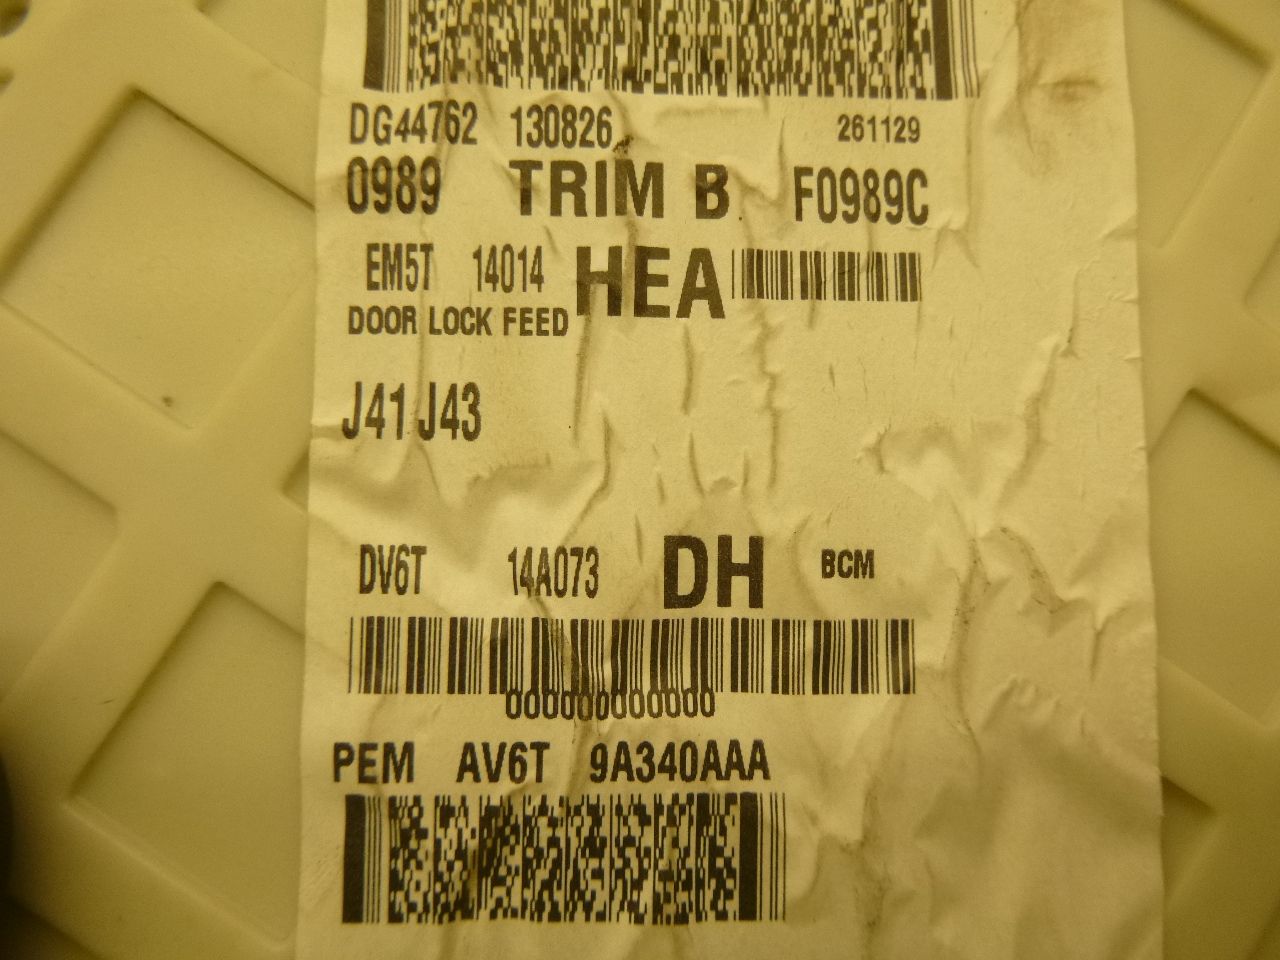 DG44762 130826 261129
0989 TRIM B F0989C
EM5T 14014 HEA
DOOR LOCK FEED
J41 J43
DV6T 14A073 DH BCM
000000000000
PEM AV6T 9A340AAA